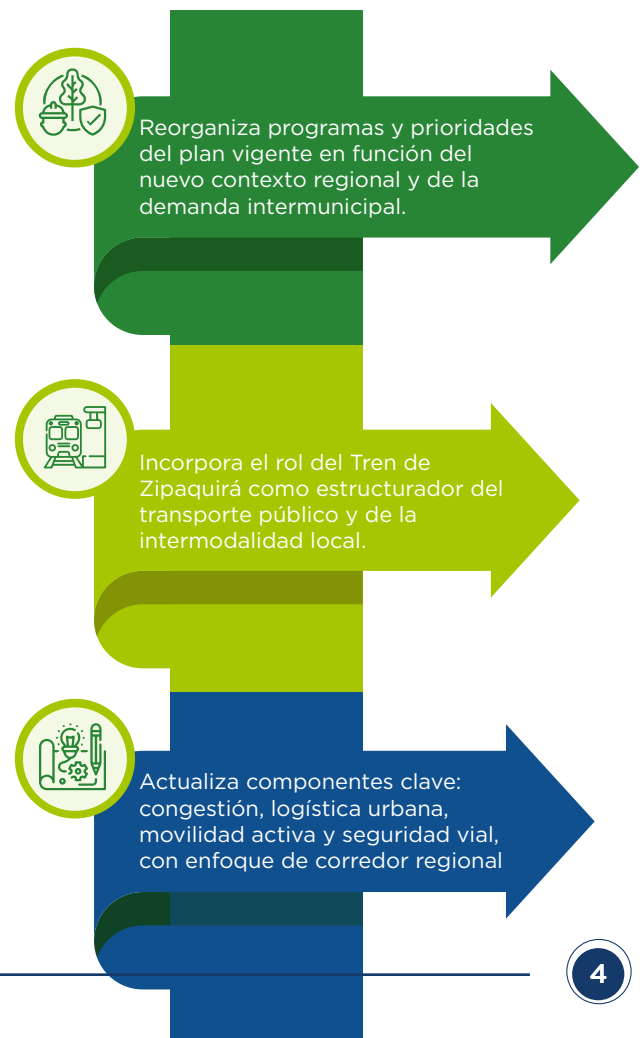 Reorganiza programas y prioridades
del plan vigente en función del
nuevo contexto regional y de la
demanda intermunicipal.
Incorpora el rol del Tren de
Zipaquirá como estructurador del
transporte público y de la
intermodalidad local.
Actualiza componentes clave:
congestión, logística urbana,
movilidad activa y seguridad vial,
con enfoque de corredor regional
4